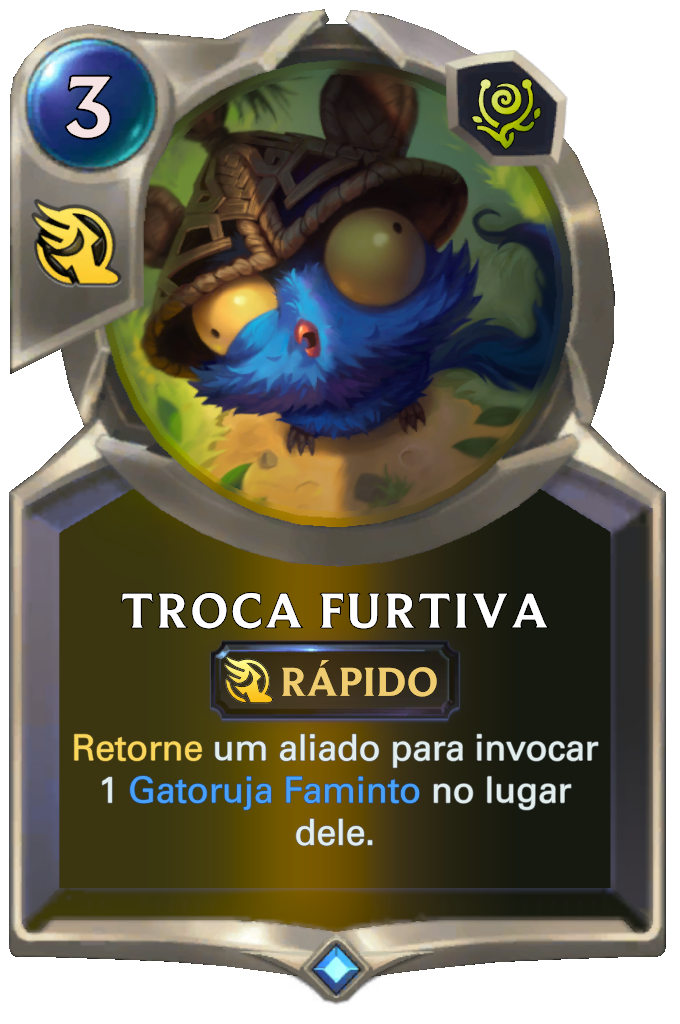 3
TROCA FURTIVA
RÁPIDO
Retorne um aliado para invocar
1 Gatoruja Faminto no lugar
dele.